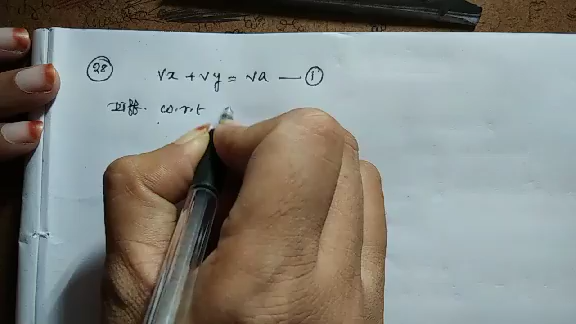 (28) √x + √y = √a — (1)
Diff. w.r.t